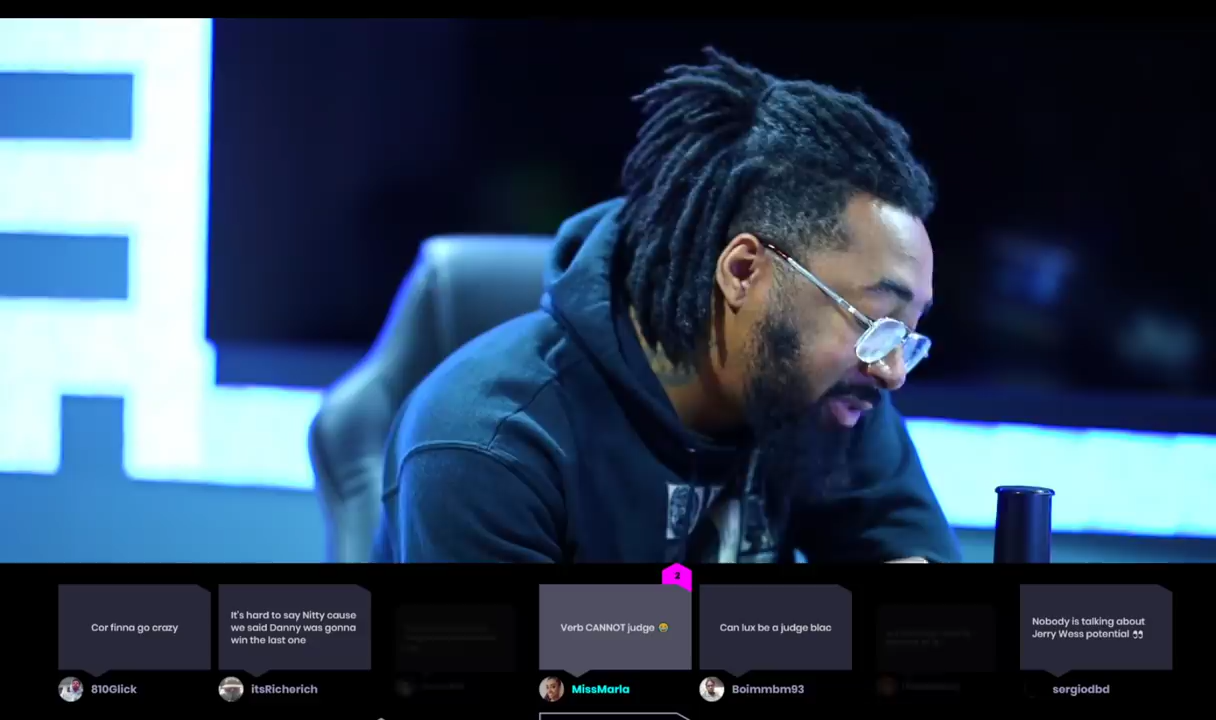 2
Cor finna go crazy
It's hard to say Nitty cause
we said Danny was gonna
win the last one
Verb CANNOT judge 😂
Can lux be a judge blac
Nobody is talking about
Jerry Wess potential 👀
810Glick
itsRicherich
MissMarla
Boimmbm93
sergiodbd